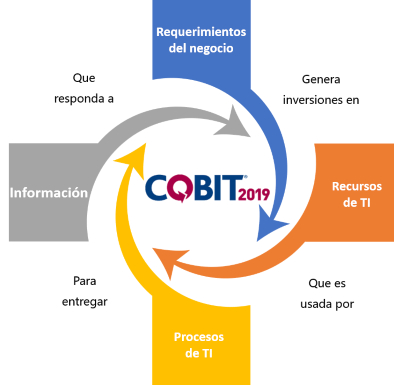 Requerimientos
del negocio
Genera
inversiones en
Recursos
de TI
Que es
usada por
Procesos
de TI
Para
entregar
Información
Que
responda a
COBIT® 2019